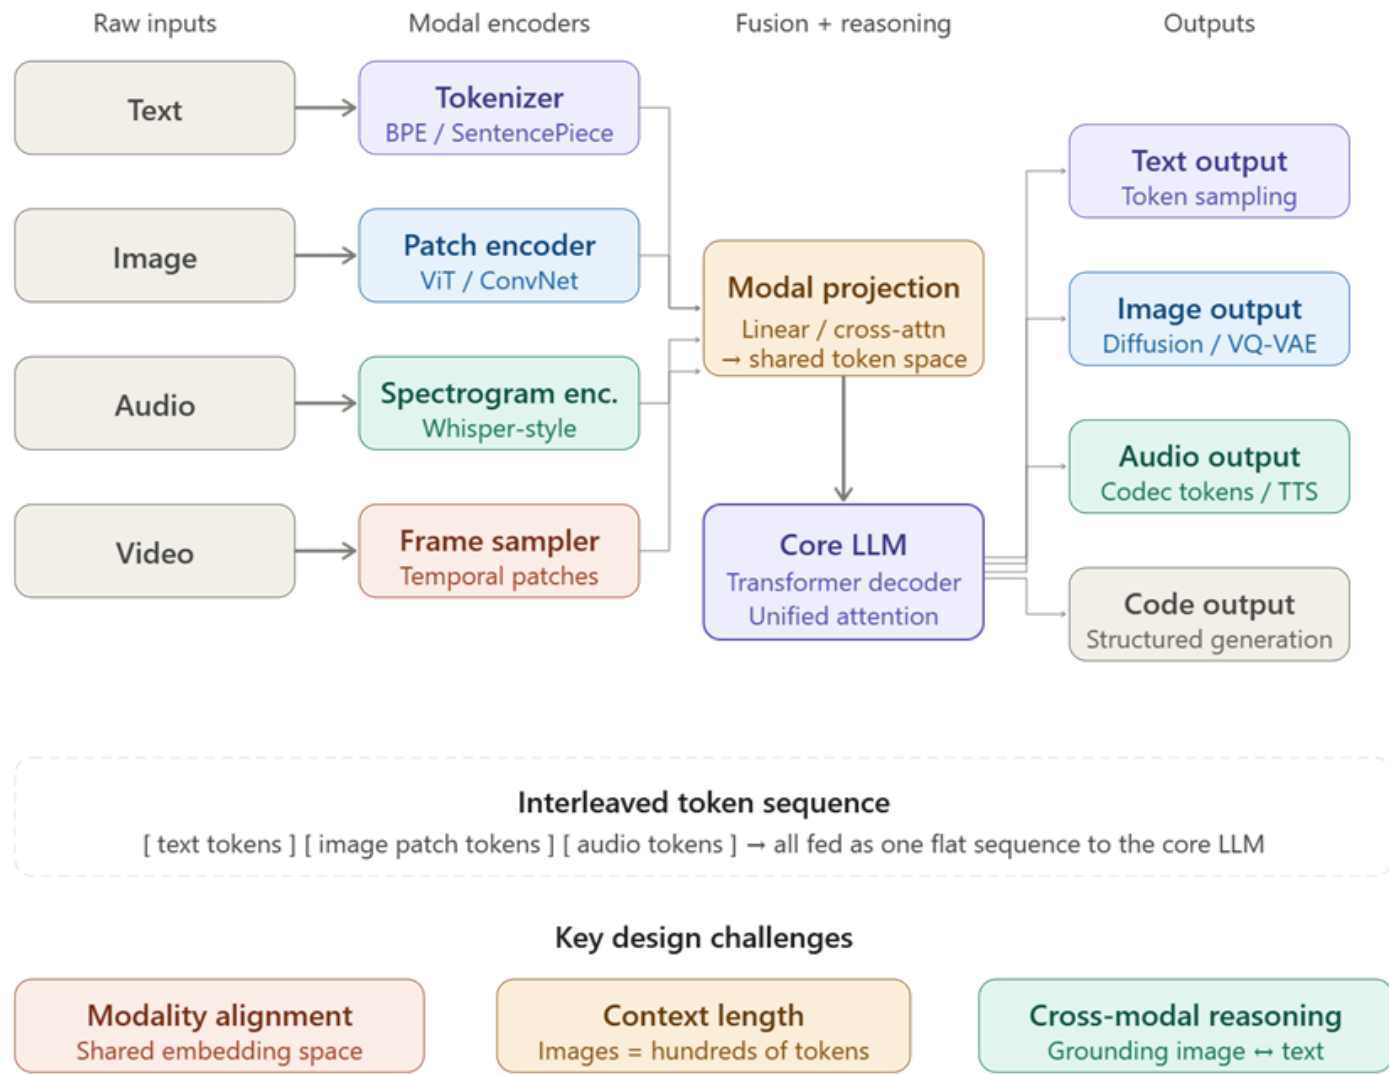 Raw inputs
Modal encoders
Fusion + reasoning
Outputs
Text
Tokenizer
BPE / SentencePiece
Text output
Token sampling
Image
Patch encoder
ViT / ConvNet
Modal projection
Linear / cross-attn
→ shared token space
Image output
Diffusion / VQ-VAE
Audio
Spectrogram enc.
Whisper-style
Audio output
Codec tokens / TTS
Video
Frame sampler
Temporal patches
Core LLM
Transformer decoder
Unified attention
Code output
Structured generation
Interleaved token sequence
[ text tokens ] [ image patch tokens ] [ audio tokens ] → all fed as one flat sequence to the core LLM
Key design challenges
Modality alignment
Shared embedding space
Context length
Images = hundreds of tokens
Cross-modal reasoning
Grounding image ↔ text